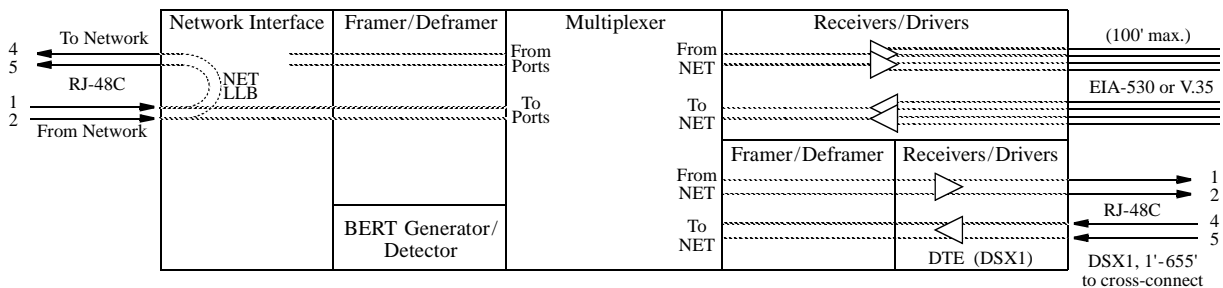 Network Interface
Framer/Deframer
Multiplexer
Receivers/Drivers
4
5
To Network
RJ-48C
1
2
From Network
NET
LLB
From
Ports
To
Ports
BERT Generator/
Detector
From
NET
To
NET
(100' max.)
EIA-530 or V.35
Framer/Deframer
Receivers/Drivers
From
NET
To
NET
DTE (DSX1)
1
2
RJ-48C
4
5
DSX1, 1'-655'
to cross-connect